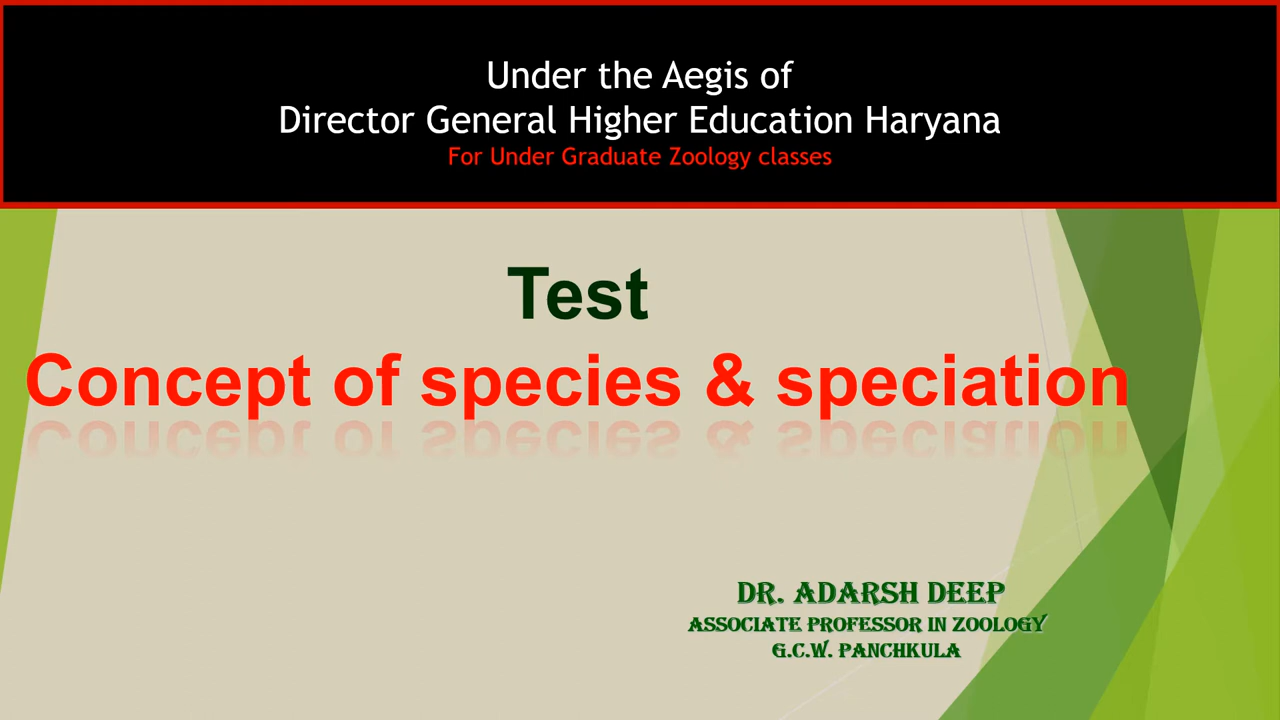 Under the Aegis of
Director General Higher Education Haryana
For Under Graduate Zoology classes
Test
Concept of species & speciation
DR. ADARSH DEEP
ASSOCIATE PROFESSOR IN ZOOLOGY
G.C.W. PANCHKULA